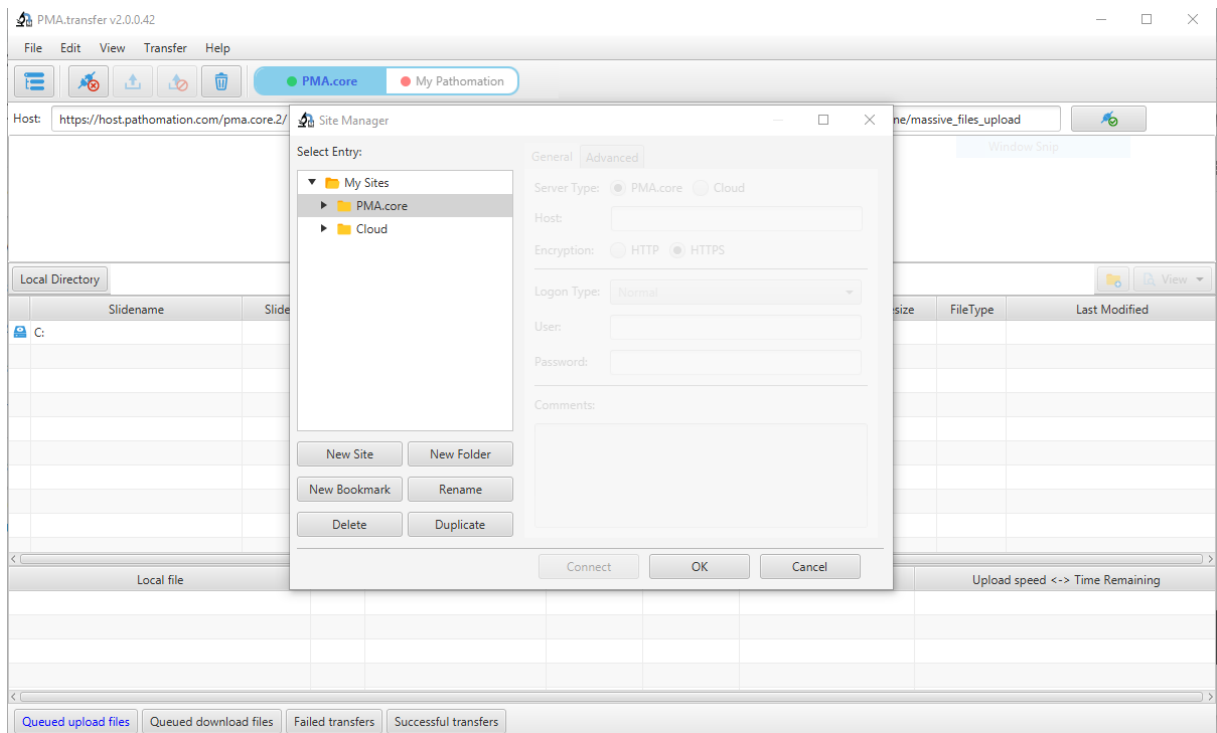 PMA.transfer v2.0.0.42
File Edit View Transfer Help
PMA.core My Pathomation
Host: https://host.pathomation.com/pma.core.2/ ne/massive_files_upload
Window Snip
Site Manager
Select Entry:
My Sites
PMA.core
Cloud
New Site New Folder
New Bookmark Rename
Delete Duplicate
General Advanced
Server Type: PMA.core Cloud
Host:
Encryption: HTTP HTTPS
Logon Type: Normal
User:
Password:
Comments:
Connect OK Cancel
Local Directory View
Slidename Slide size FileType Last Modified
C:
Local file Upload speed <-> Time Remaining
Queued upload files Queued download files Failed transfers Successful transfers